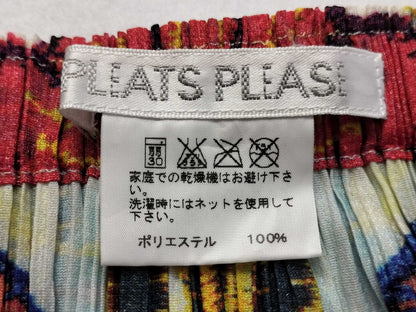 PLEATS PLEASE
30
家庭での乾燥機はお避け下さ
い。
洗濯時にはネットを使用して
下さい。
ポリエステル 100%